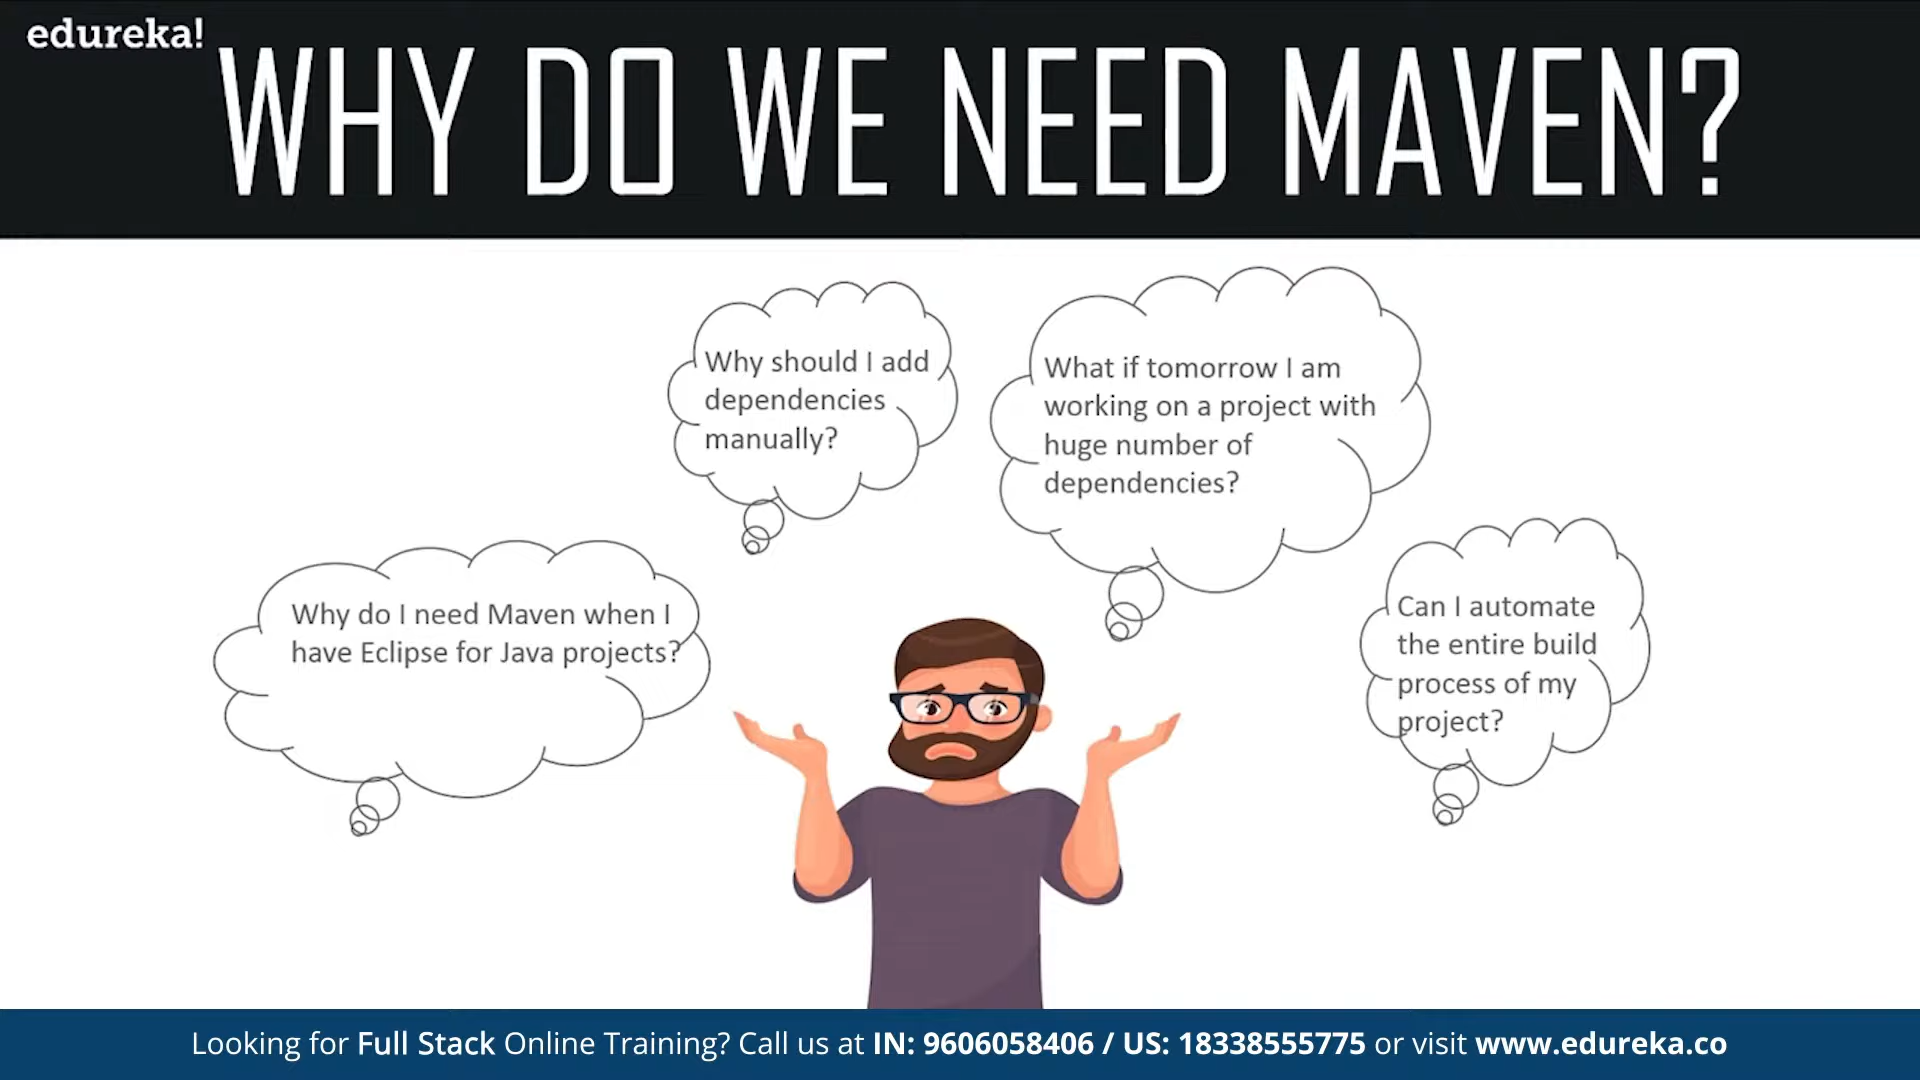 edureka!
WHY DO WE NEED MAVEN?
Why should I add
dependencies
manually?
What if tomorrow I am
working on a project with
huge number of
dependencies?
Why do I need Maven when I
have Eclipse for Java projects?
Can I automate
the entire build
process of my
project?
Looking for Full Stack Online Training? Call us at IN: 9606058406 / US: 18338555775 or visit www.edureka.co